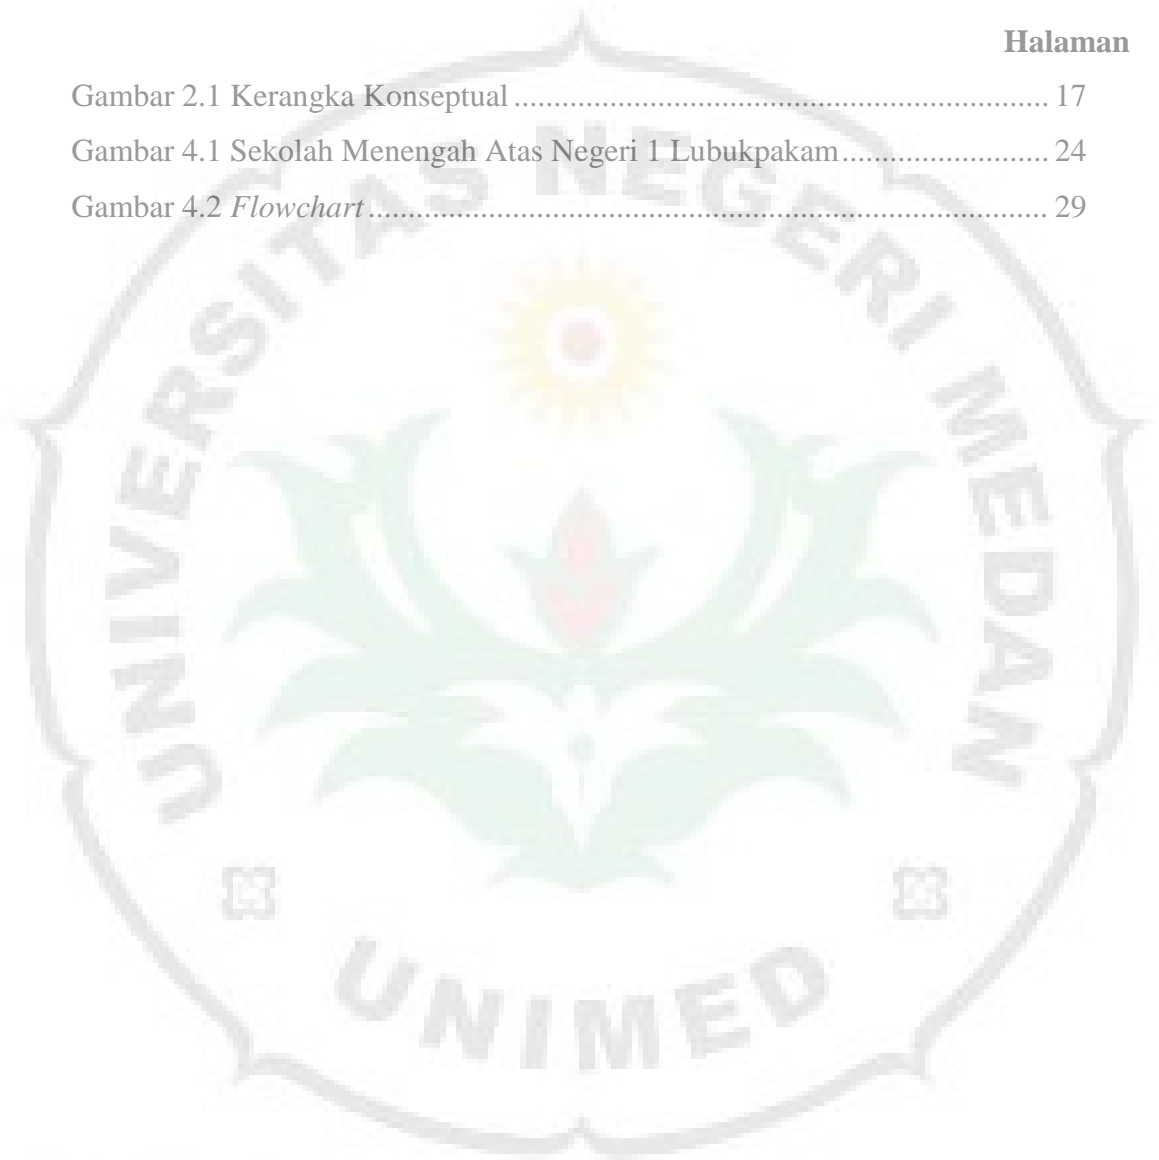 Halaman
Gambar 2.1 Kerangka Konseptual ......................................................... 17
Gambar 4.1 Sekolah Menengah Atas Negeri 1 Lubukpakam...................... 24
Gambar 4.2 Flowchart........................................................................ 29
UNIVERSITAS NEGERI MEDAN
UNIMED